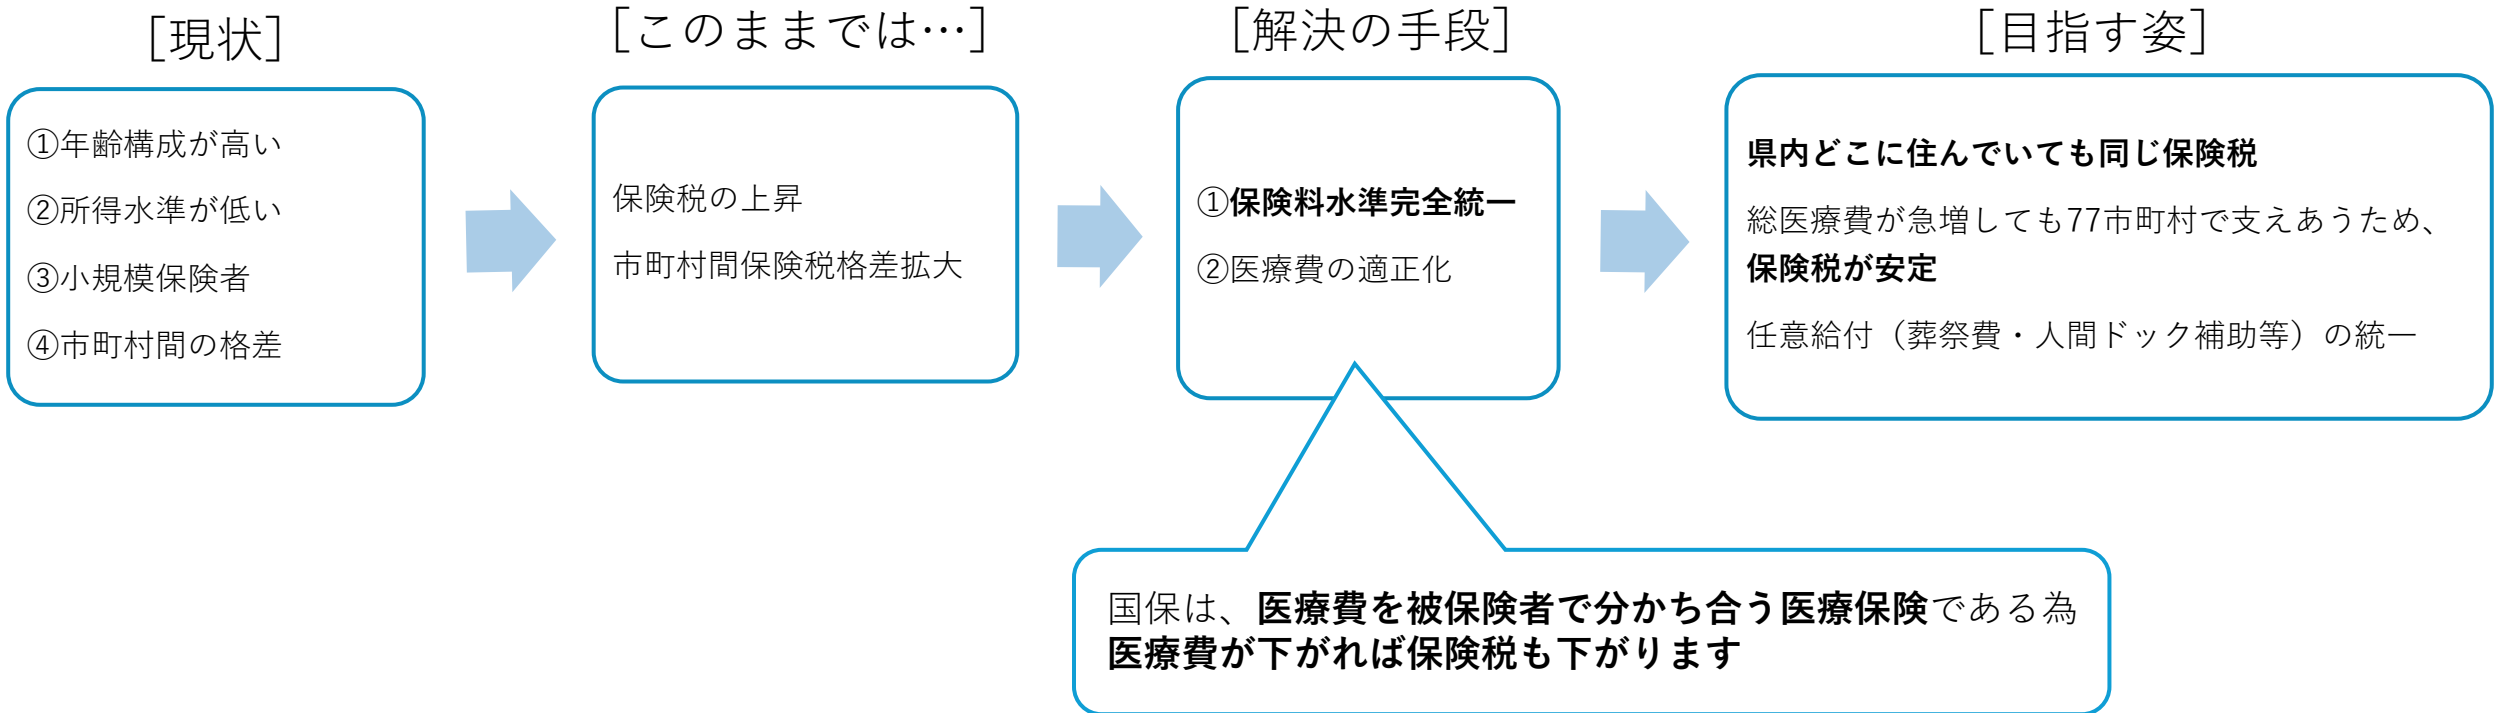 ［現状］
①年齢構成が高い
②所得水準が低い
③小規模保険者
④市町村間の格差
［このままでは…］
保険税の上昇
市町村間保険税格差拡大
［解決の手段］
①保険料水準完全統一
②医療費の適正化
［目指す姿］
県内どこに住んでいても同じ保険税
総医療費が急増しても77市町村で支えあうため、
保険税が安定
任意給付（葬祭費・人間ドック補助等）の統一
国保は、医療費を被保険者で分かち合う医療保険である為
医療費が下がれば保険税も下がります